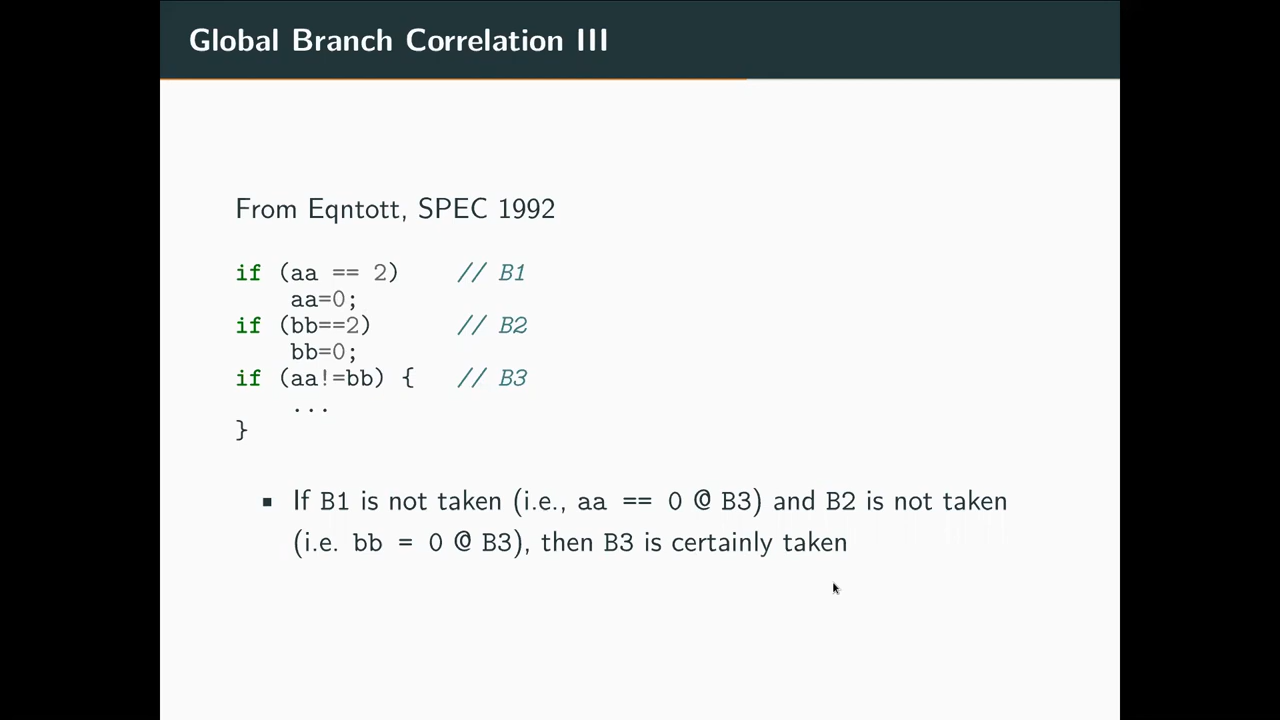 Global Branch Correlation III
From Eqntott, SPEC 1992
if (aa == 2)    // B1
    aa=0;
if (bb==2)      // B2
    bb=0;
if (aa!=bb) {   // B3
    ...
}
▪ If B1 is not taken (i.e., aa == 0 @ B3) and B2 is not taken
(i.e. bb = 0 @ B3), then B3 is certainly taken